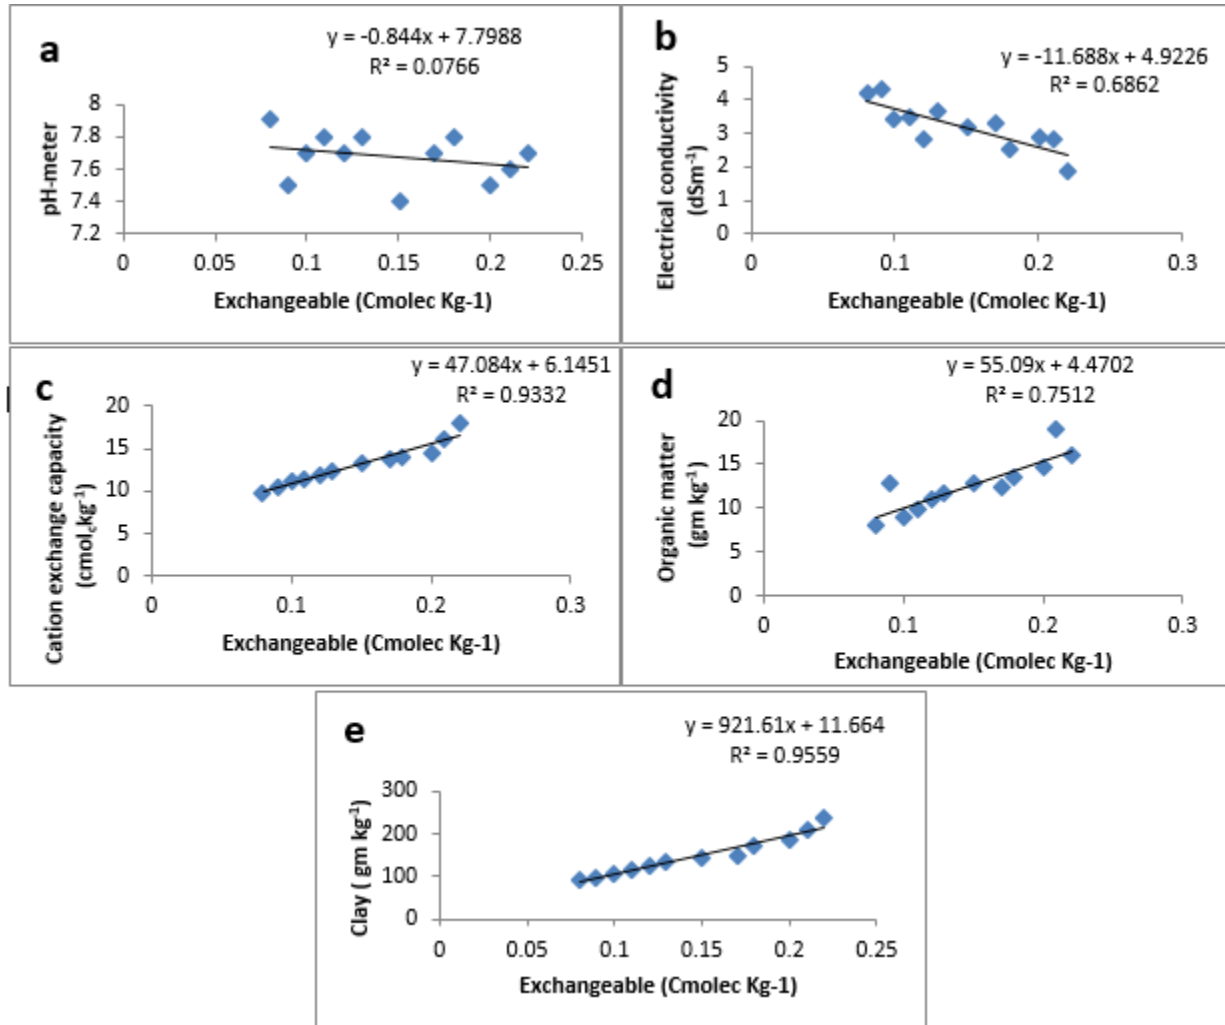 a
y = -0.844x + 7.7988
R² = 0.0766
pH-meter
8
7.8
7.6
7.4
7.2
0 0.05 0.1 0.15 0.2 0.25
Exchangeable (Cmolec Kg-1)
b
y = -11.688x + 4.9226
R² = 0.6862
Electrical conductivity
(dSm⁻¹)
5
4
3
2
1
0
0 0.1 0.2 0.3
Exchangeable (Cmolec Kg-1)
c
y = 47.084x + 6.1451
R² = 0.9332
Cation exchange capacity
(cmol꜀kg⁻¹)
20
15
10
5
0
0 0.1 0.2 0.3
Exchangeable (Cmolec Kg-1)
d
y = 55.09x + 4.4702
R² = 0.7512
Organic matter
(gm kg⁻¹)
20
15
10
5
0
0 0.1 0.2 0.3
Exchangeable (Cmolec Kg-1)
e
y = 921.61x + 11.664
R² = 0.9559
Clay ( gm kg⁻¹)
300
200
100
0
0 0.05 0.1 0.15 0.2 0.25
Exchangeable (Cmolec Kg-1)